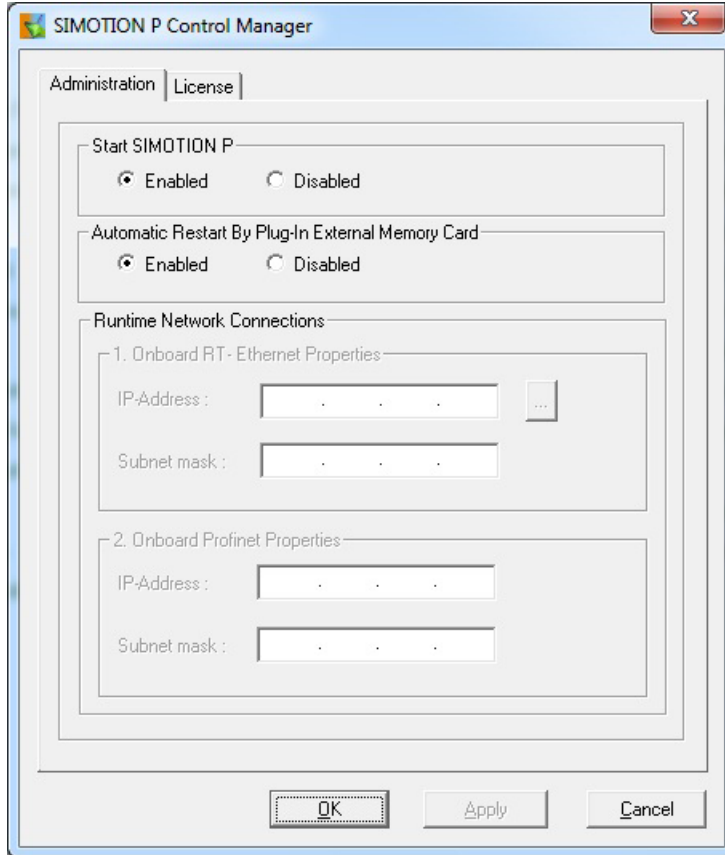 SIMOTION P Control Manager
Administration License
Start SIMOTION P
Enabled Disabled
Automatic Restart By Plug-In External Memory Card
Enabled Disabled
Runtime Network Connections
1. Onboard RT- Ethernet Properties
IP-Address :
. . .
...
Subnet mask :
. . .
2. Onboard Profinet Properties
IP-Address :
. . .
Subnet mask :
. . .
OK Apply Cancel